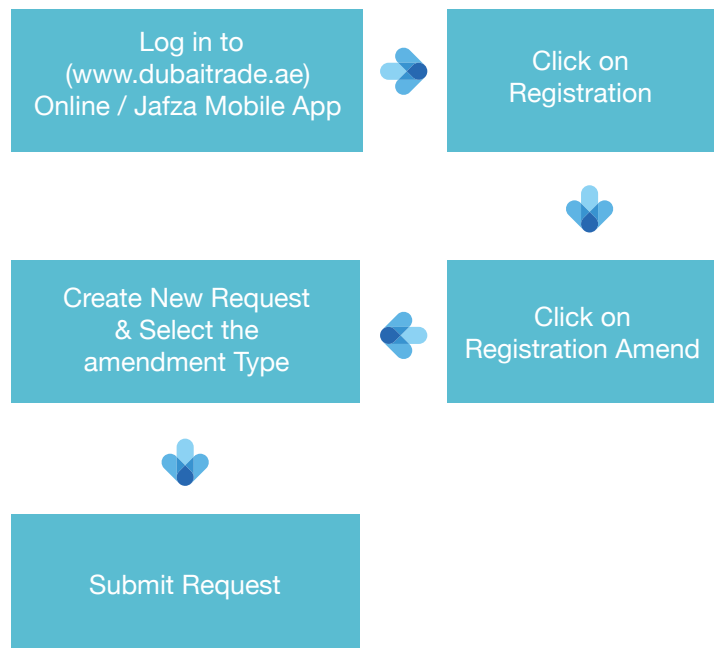 Log in to
(www.dubaitrade.ae)
Online / Jafza Mobile App
Click on
Registration
Click on
Registration Amend
Create New Request
& Select the
amendment Type
Submit Request